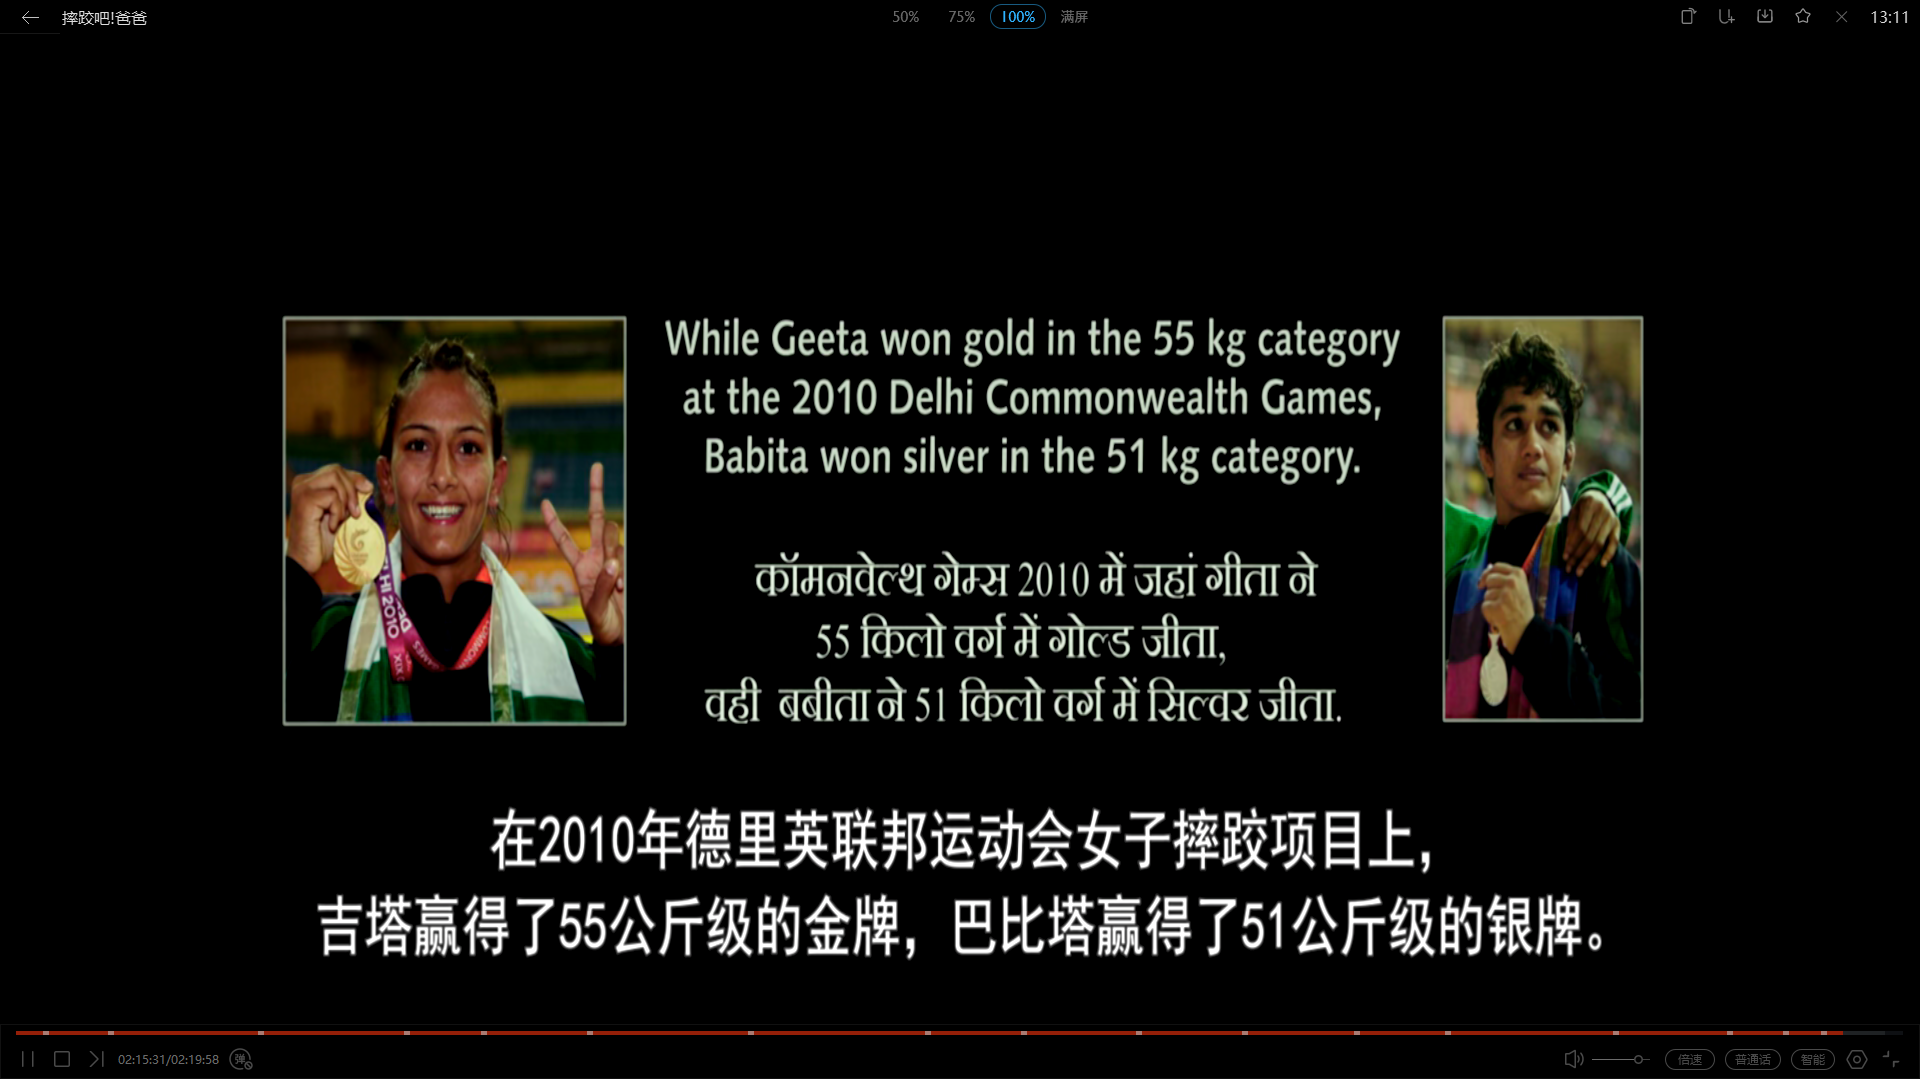 摔跤吧!爸爸
50% 75% 100% 满屏
13:11
While Geeta won gold in the 55 kg category
at the 2010 Delhi Commonwealth Games,
Babita won silver in the 51 kg category.
कॉमनवेल्थ गेम्स 2010 में जहां गीता ने
55 किलो वर्ग में गोल्ड जीता,
वही बबीता ने 51 किलो वर्ग में सिल्वर जीता.
在2010年德里英联邦运动会女子摔跤项目上，
吉塔赢得了55公斤级的金牌，巴比塔赢得了51公斤级的银牌。
02:15:31/02:19:58 弹
倍速 普通话 智能